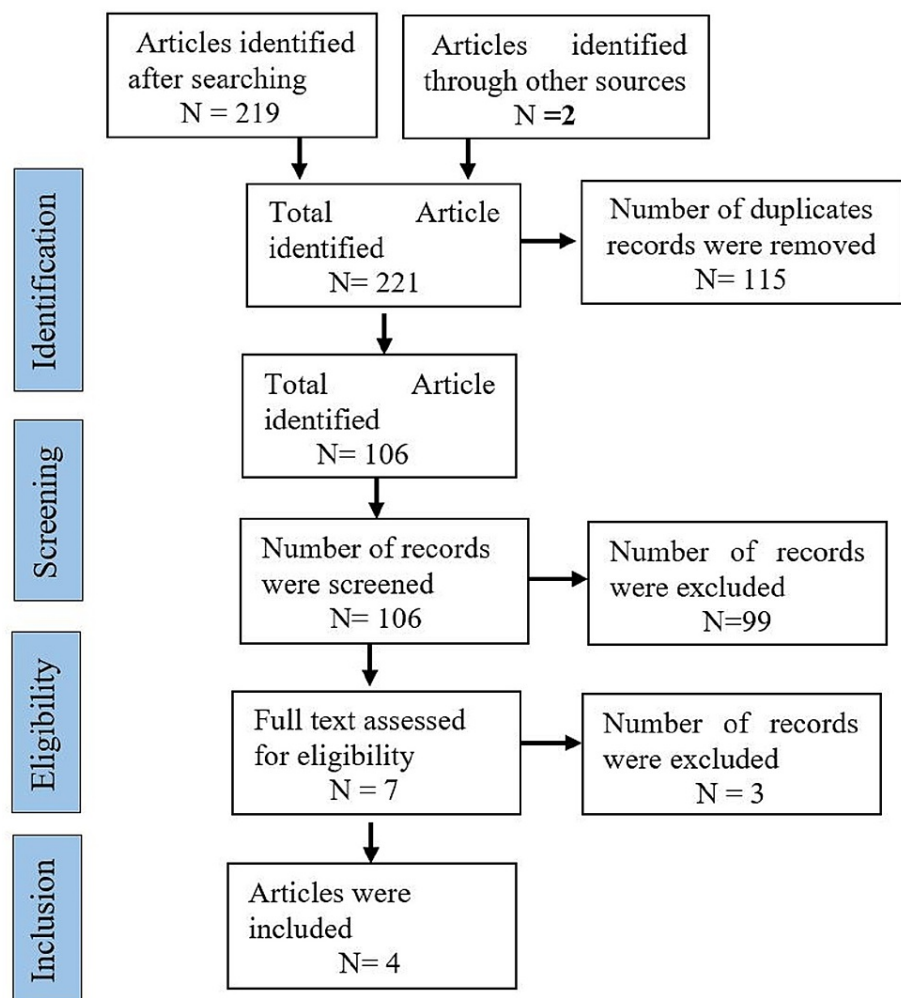 Articles identified
after searching
N = 219
Articles identified
through other sources
N =2
Identification
Total Article
identified
N= 221
Number of duplicates
records were removed
N= 115
Total Article
identified
N= 106
Screening
Number of records
were screened
N= 106
Number of records
were excluded
N=99
Eligibility
Full text assessed
for eligibility
N = 7
Number of records
were excluded
N = 3
Inclusion
Articles were
included
N= 4